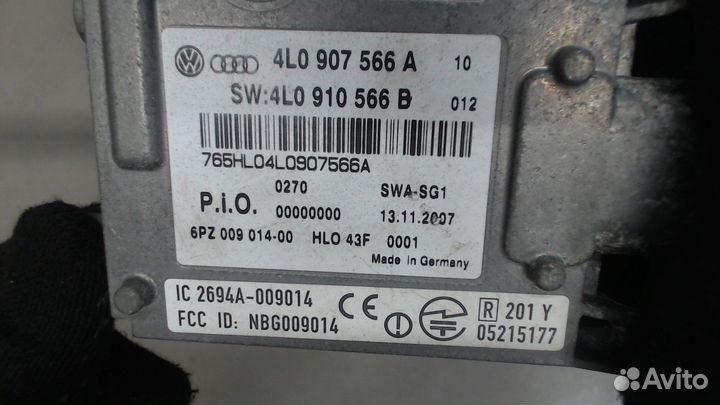 4L0 907 566 A 10
SW:4L0 910 566 B 012
765HL04L0907566A
0270 SWA-SG1
P.i.O. 00000000 13.11.2007
6PZ 009 014-00 HLO 43F 0001
Made in Germany
IC 2694A-009014
FCC ID: NBG009014
CE
R 201 Y
05215177
Avito